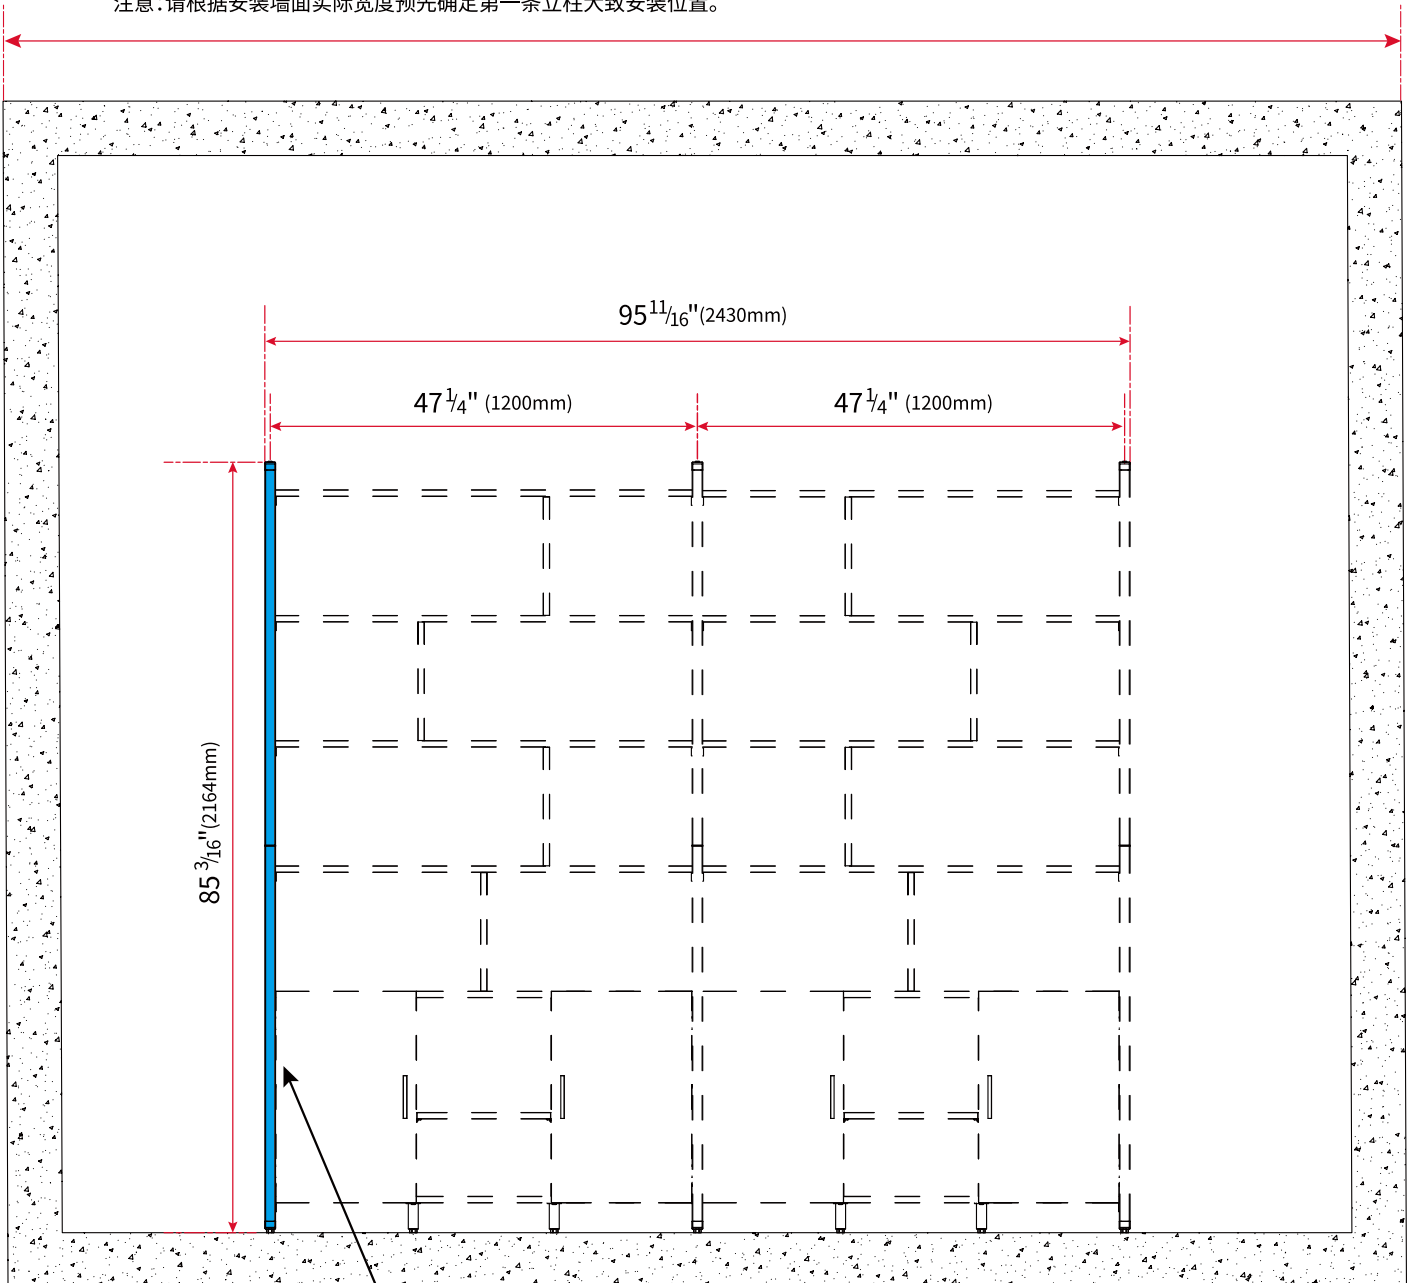 注意:请根据安装墙面实际宽度预先确定第一条立柱大致安装位置。
95 11/16"(2430mm)
47 1/4" (1200mm)
47 1/4" (1200mm)
85 3/16"(2164mm)